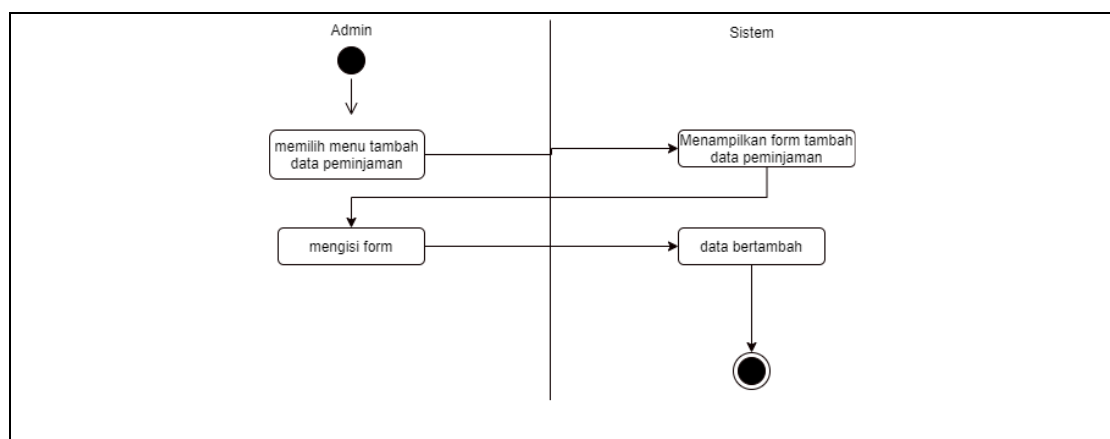 Admin
Sistem
memilih menu tambah
data peminjaman
Menampilkan form tambah
data peminjaman
mengisi form
data bertambah